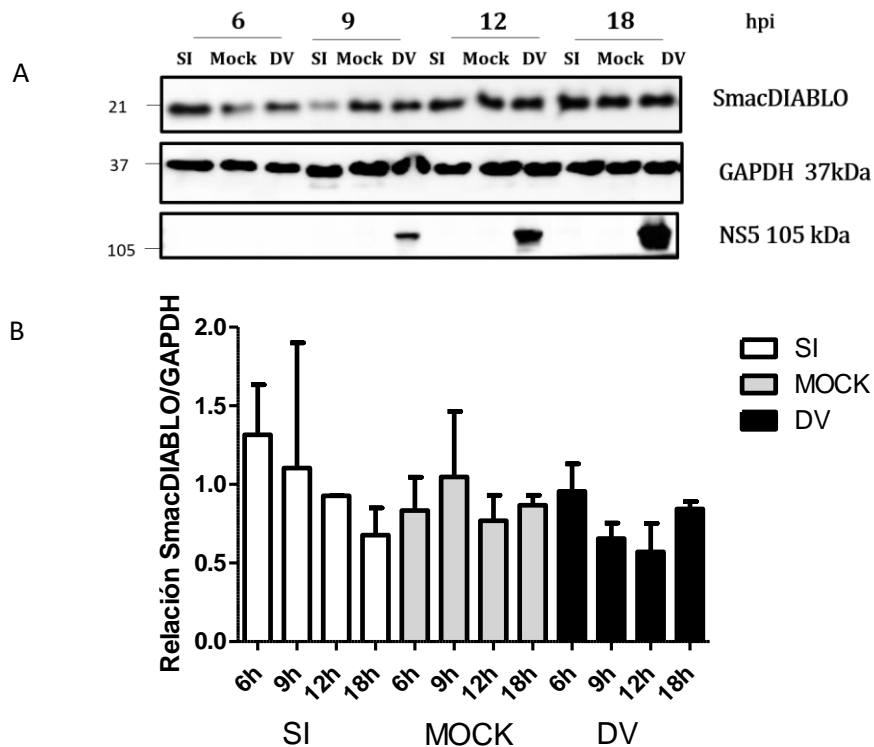 6 9 12 18 hpi
SI Mock DV SI Mock DV SI Mock DV SI Mock DV
A
21 SmacDIABLO
37 GAPDH 37kDa
105 NS5 105 kDa
B
Relación SmacDIABLO/GAPDH
2.0
1.5
1.0
0.5
0.0
6h 9h 12h 18h 6h 9h 12h 18h 6h 9h 12h 18h
SI MOCK DV
SI
MOCK
DV